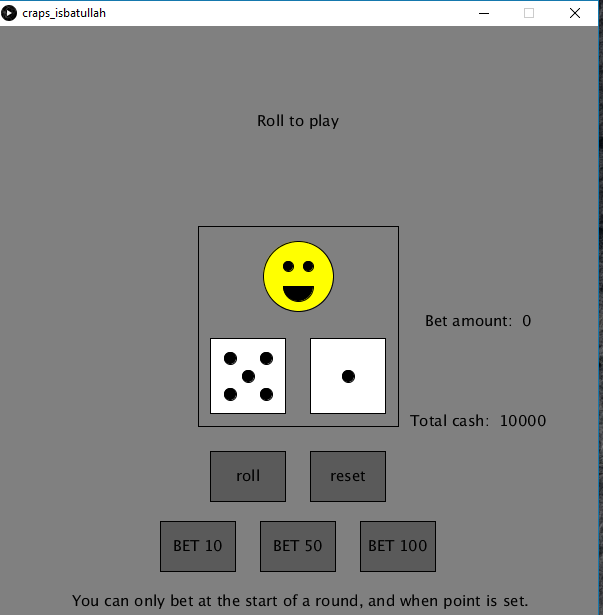 craps_isbatullah
Roll to play
Bet amount: 0
Total cash: 10000
roll reset
BET 10 BET 50 BET 100
You can only bet at the start of a round, and when point is set.